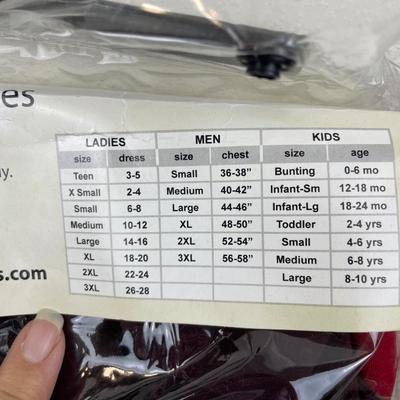 es
LADIES MEN KIDS
size dress size chest size age
Teen 3-5 Small 36-38" Bunting 0-6 mo
X Small 2-4 Medium 40-42" Infant-Sm 12-18 mo
Small 6-8 Large 44-46" Infant-Lg 18-24 mo
Medium 10-12 XL 48-50" Toddler 2-4 yrs
Large 14-16 2XL 52-54" Small 4-6 yrs
XL 18-20 3XL 56-58" Medium 6-8 yrs
2XL 22-24 Large 8-10 yrs
3XL 26-28
y.
s.com